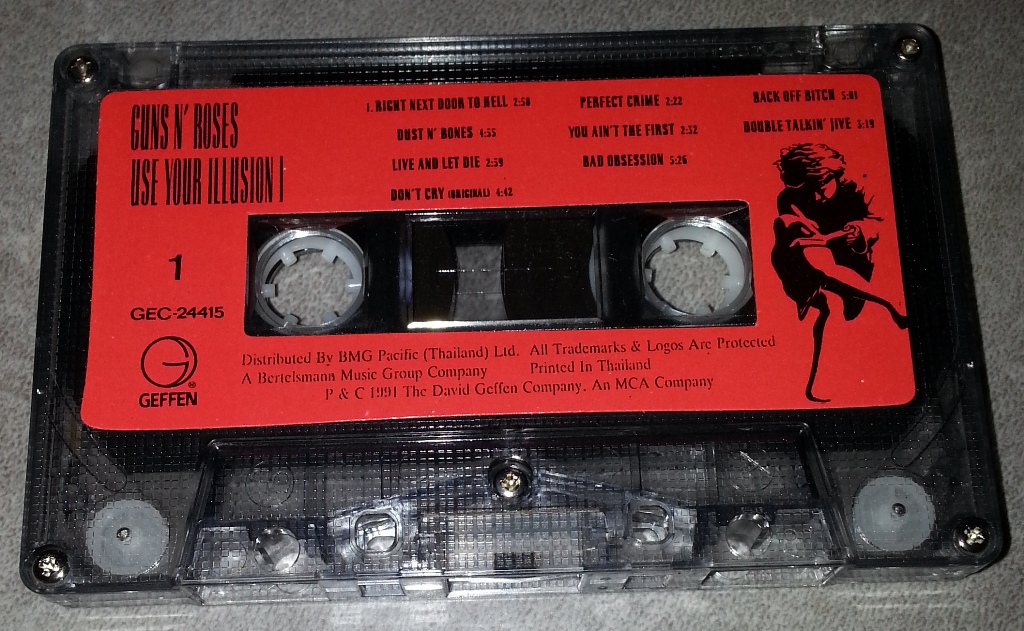 GUNS N' ROSES
USE YOUR ILLUSION I
1. RIGHT NEXT DOOR TO HELL 2:58
DUST N' BONES 4:55
LIVE AND LET DIE 2:59
DON'T CRY (ORIGINAL) 4:42
PERFECT CRIME 2:22
YOU AIN'T THE FIRST 2:32
BAD OBSESSION 5:26
BACK OFF BITCH 5:01
DOUBLE TALKIN' JIVE 3:19
1
GEC-24415
G
®
GEFFEN
Distributed By BMG Pacific (Thailand) Ltd. All Trademarks & Logos Are Protected
A Bertelsmann Music Group Company Printed In Thailand
P & C 1991 The David Geffen Company, An MCA Company